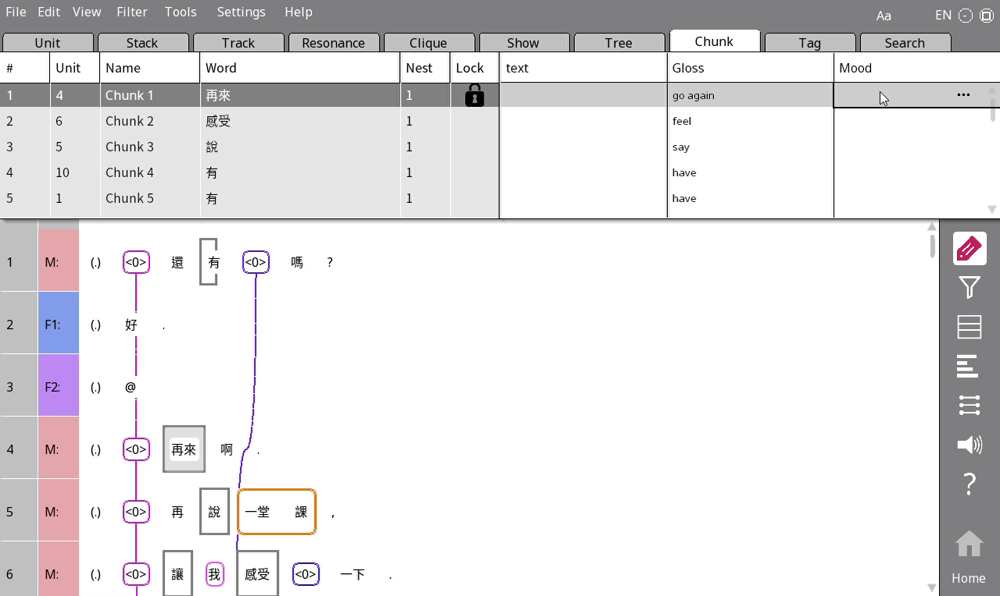 File Edit View Filter Tools Settings Help Aa EN
Unit Stack Track Resonance Clique Show Tree Chunk Tag Search
# Unit Name Word Nest Lock text Gloss Mood
1 4 Chunk 1 再來 1 go again ...
2 6 Chunk 2 感受 1 feel
3 5 Chunk 3 說 1 say
4 10 Chunk 4 有 1 have
5 1 Chunk 5 有 1 have
1 M: (.) <0> 還 有 <0> 嗎 ?
2 F1: (.) 好 .
3 F2: (.) @
4 M: (.) <0> 再來 啊 .
5 M: (.) <0> 再 說 一堂 課 ,
6 M: (.) <0> 讓 我 感受 <0> 一下 .
?
Home